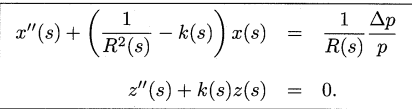 x''(s) + ( 1/R²(s) − k(s) ) x(s) = 1/R(s) Δp/p
z''(s) + k(s)z(s) = 0.